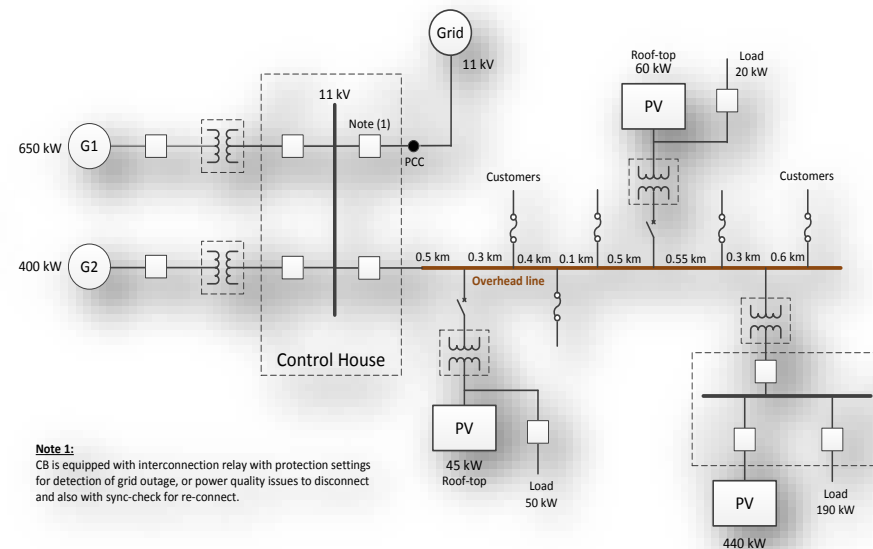 Grid
11 kV
11 kV
Note (1)
PCC
650 kW
G1
400 kW
G2
Control House
Roof-top
60 kW
PV
Load
20 kW
Customers
Customers
0.5 km
0.3 km
0.4 km
0.1 km
0.5 km
0.55 km
0.3 km
0.6 km
Overhead line
PV
45 kW
Roof-top
Load
50 kW
PV
440 kW
Load
190 kW
Note 1:
CB is equipped with interconnection relay with protection settings
for detection of grid outage, or power quality issues to disconnect
and also with sync-check for re-connect.